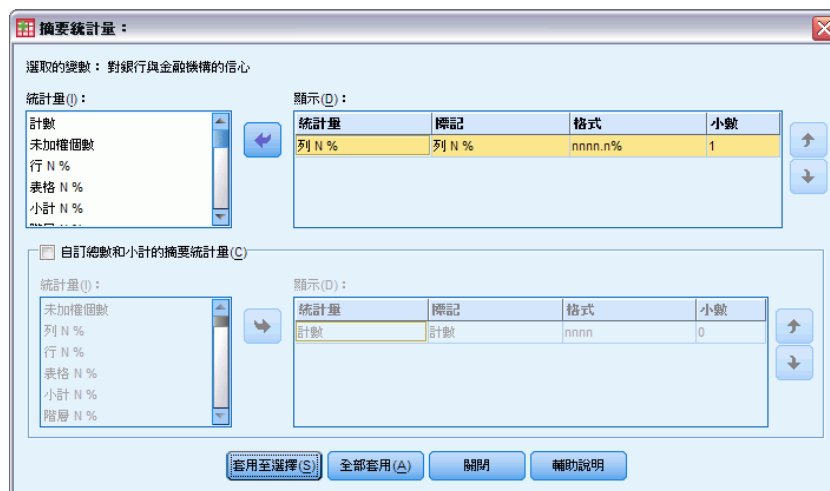 摘要統計量：
選取的變數： 對銀行與金融機構的信心
統計量(I)：
計數
未加權個數
行 N %
表格 N %
小計 N %
顯示(D)：
統計量 標記 格式 小數
列 N % 列 N % nnnn.n% 1
自訂總數和小計的摘要統計量(C)
統計量(I)：
未加權個數
列 N %
行 N %
表格 N %
小計 N %
階層 N %
顯示(D)：
統計量 標記 格式 小數
計數 計數 nnnn 0
套用至選擇(S) 全部套用(A) 關閉 輔助說明